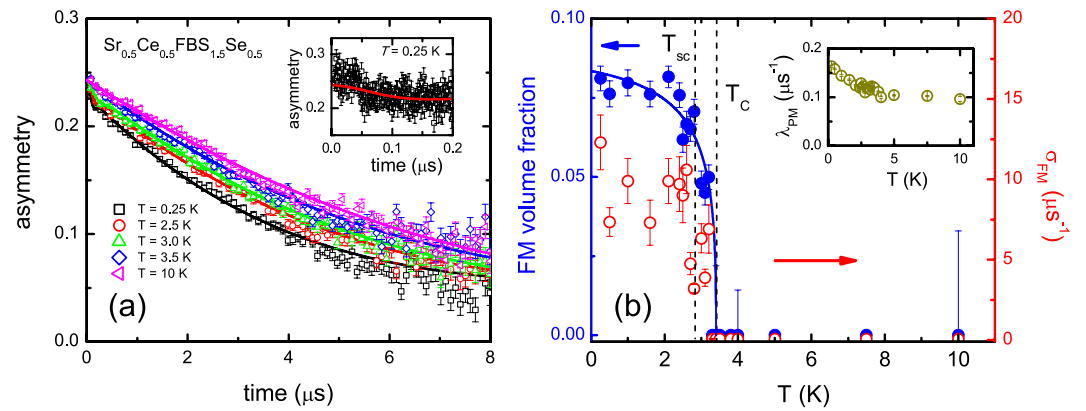 Sr0.5Ce0.5FBS1.5Se0.5
asymmetry
0.3
0.2
0.1
0.0
0
2
4
6
8
time (μs)
T = 0.25 K
T = 2.5 K
T = 3.0 K
T = 3.5 K
T = 10 K
(a)
asymmetry
0.3
0.2
0.0
0.1
0.2
time (μs)
T = 0.25 K
FM volume fraction
0.10
0.05
0.00
0
2
4
6
8
10
T (K)
Tsc
TC
(b)
20
15
10
5
0
σFM (μs-1)
λPM (μs-1)
0.2
0.1
0.0
0
5
10
T (K)